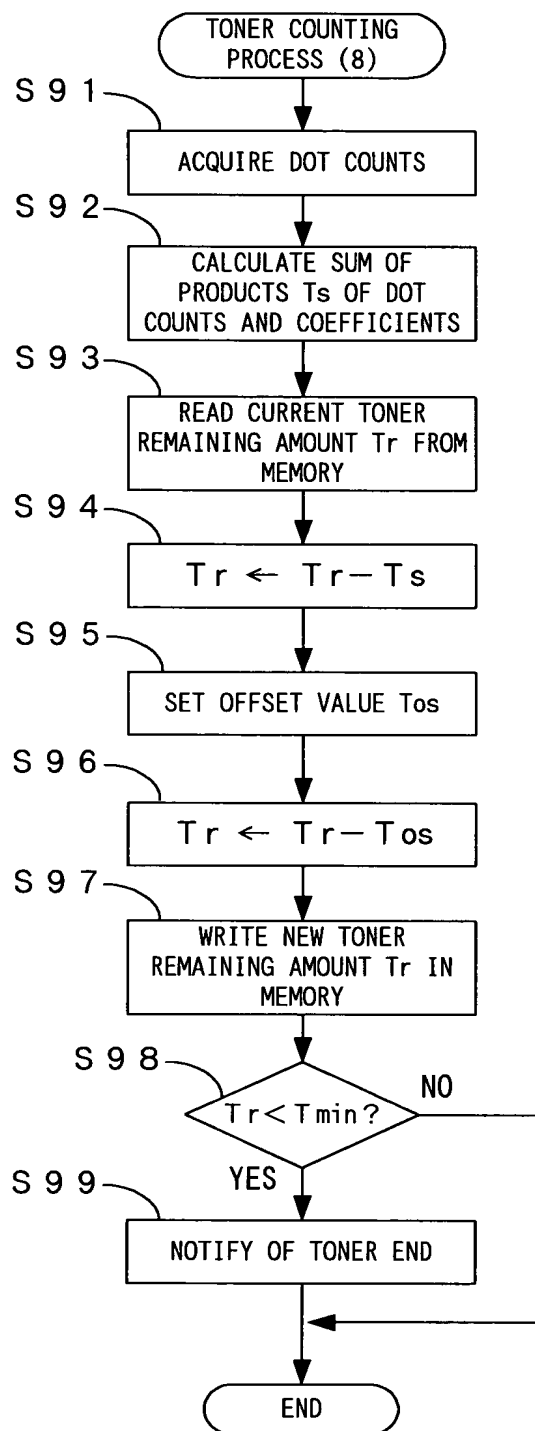 TONER COUNTING
PROCESS (8)
S91
ACQUIRE DOT COUNTS
S92
CALCULATE SUM OF
PRODUCTS Ts OF DOT
COUNTS AND COEFFICIENTS
S93
READ CURRENT TONER
REMAINING AMOUNT Tr FROM
MEMORY
S94
Tr ← Tr－Ts
S95
SET OFFSET VALUE Tos
S96
Tr ← Tr－Tos
S97
WRITE NEW TONER
REMAINING AMOUNT Tr IN
MEMORY
S98
Tr<Tmin?
NO
YES
S99
NOTIFY OF TONER END
END